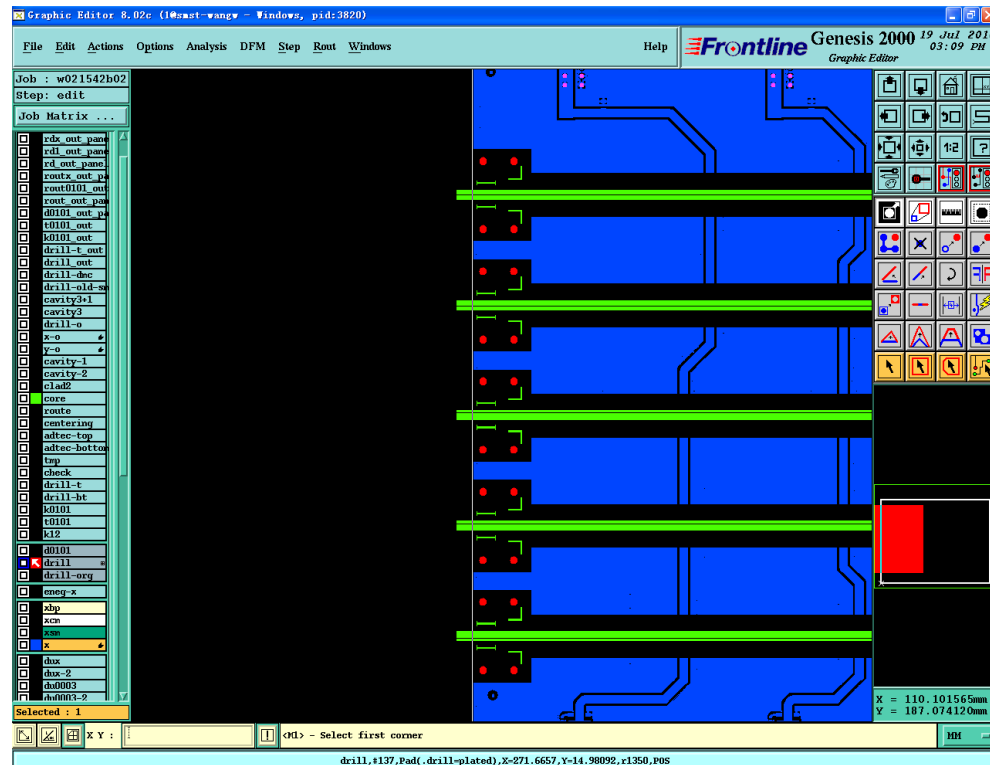 Graphic Editor 8.02c (1@smst-wangw - Windows, pid:3820)
File Edit Actions Options Analysis DFM Step Rout Windows Help
Frontline
Genesis 2000
19 Jul 201
03:09 PM
Graphic Editor
Job : w021542b02
Step: edit
Job Matrix ...
rdx_out_pane
rd1_out_pane
rd_out_panel
routx_out_pa
rout0101_out
rout_out_pan
d0101_out_pa
t0101_out
k0101_out
drill-t_out
drill_out
drill-dmc
drill-old-sm
cavity3+1
cavity3
drill-o
x-o
y-o
cavity-1
cavity-2
clad2
core
route
centering
adtec-top
adtec-bottom
tmp
check
drill-t
drill-bt
k0101
t0101
k12
d0101
drill
drill-org
eneg-x
xbp
xcm
xsm
x
dux
dux-2
du0003
du0003-2
1:2
?
Selected : 1
X = 110.101565mm
Y = 187.074120mm
X Y :
! <M1> - Select first corner
MM
drill,#137,Pad(.drill=plated),X=271.6657,Y=14.98092,r1350,POS